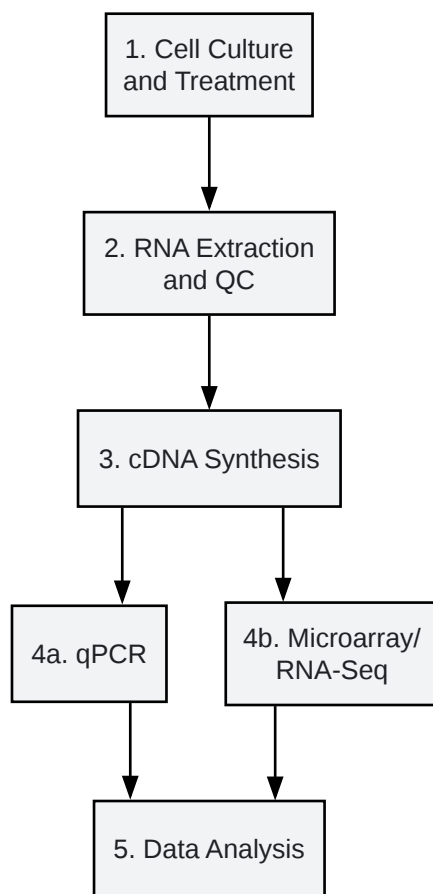 1. Cell Culture
and Treatment
2. RNA Extraction
and QC
3. cDNA Synthesis
4a. qPCR
4b. Microarray/
RNA-Seq
5. Data Analysis